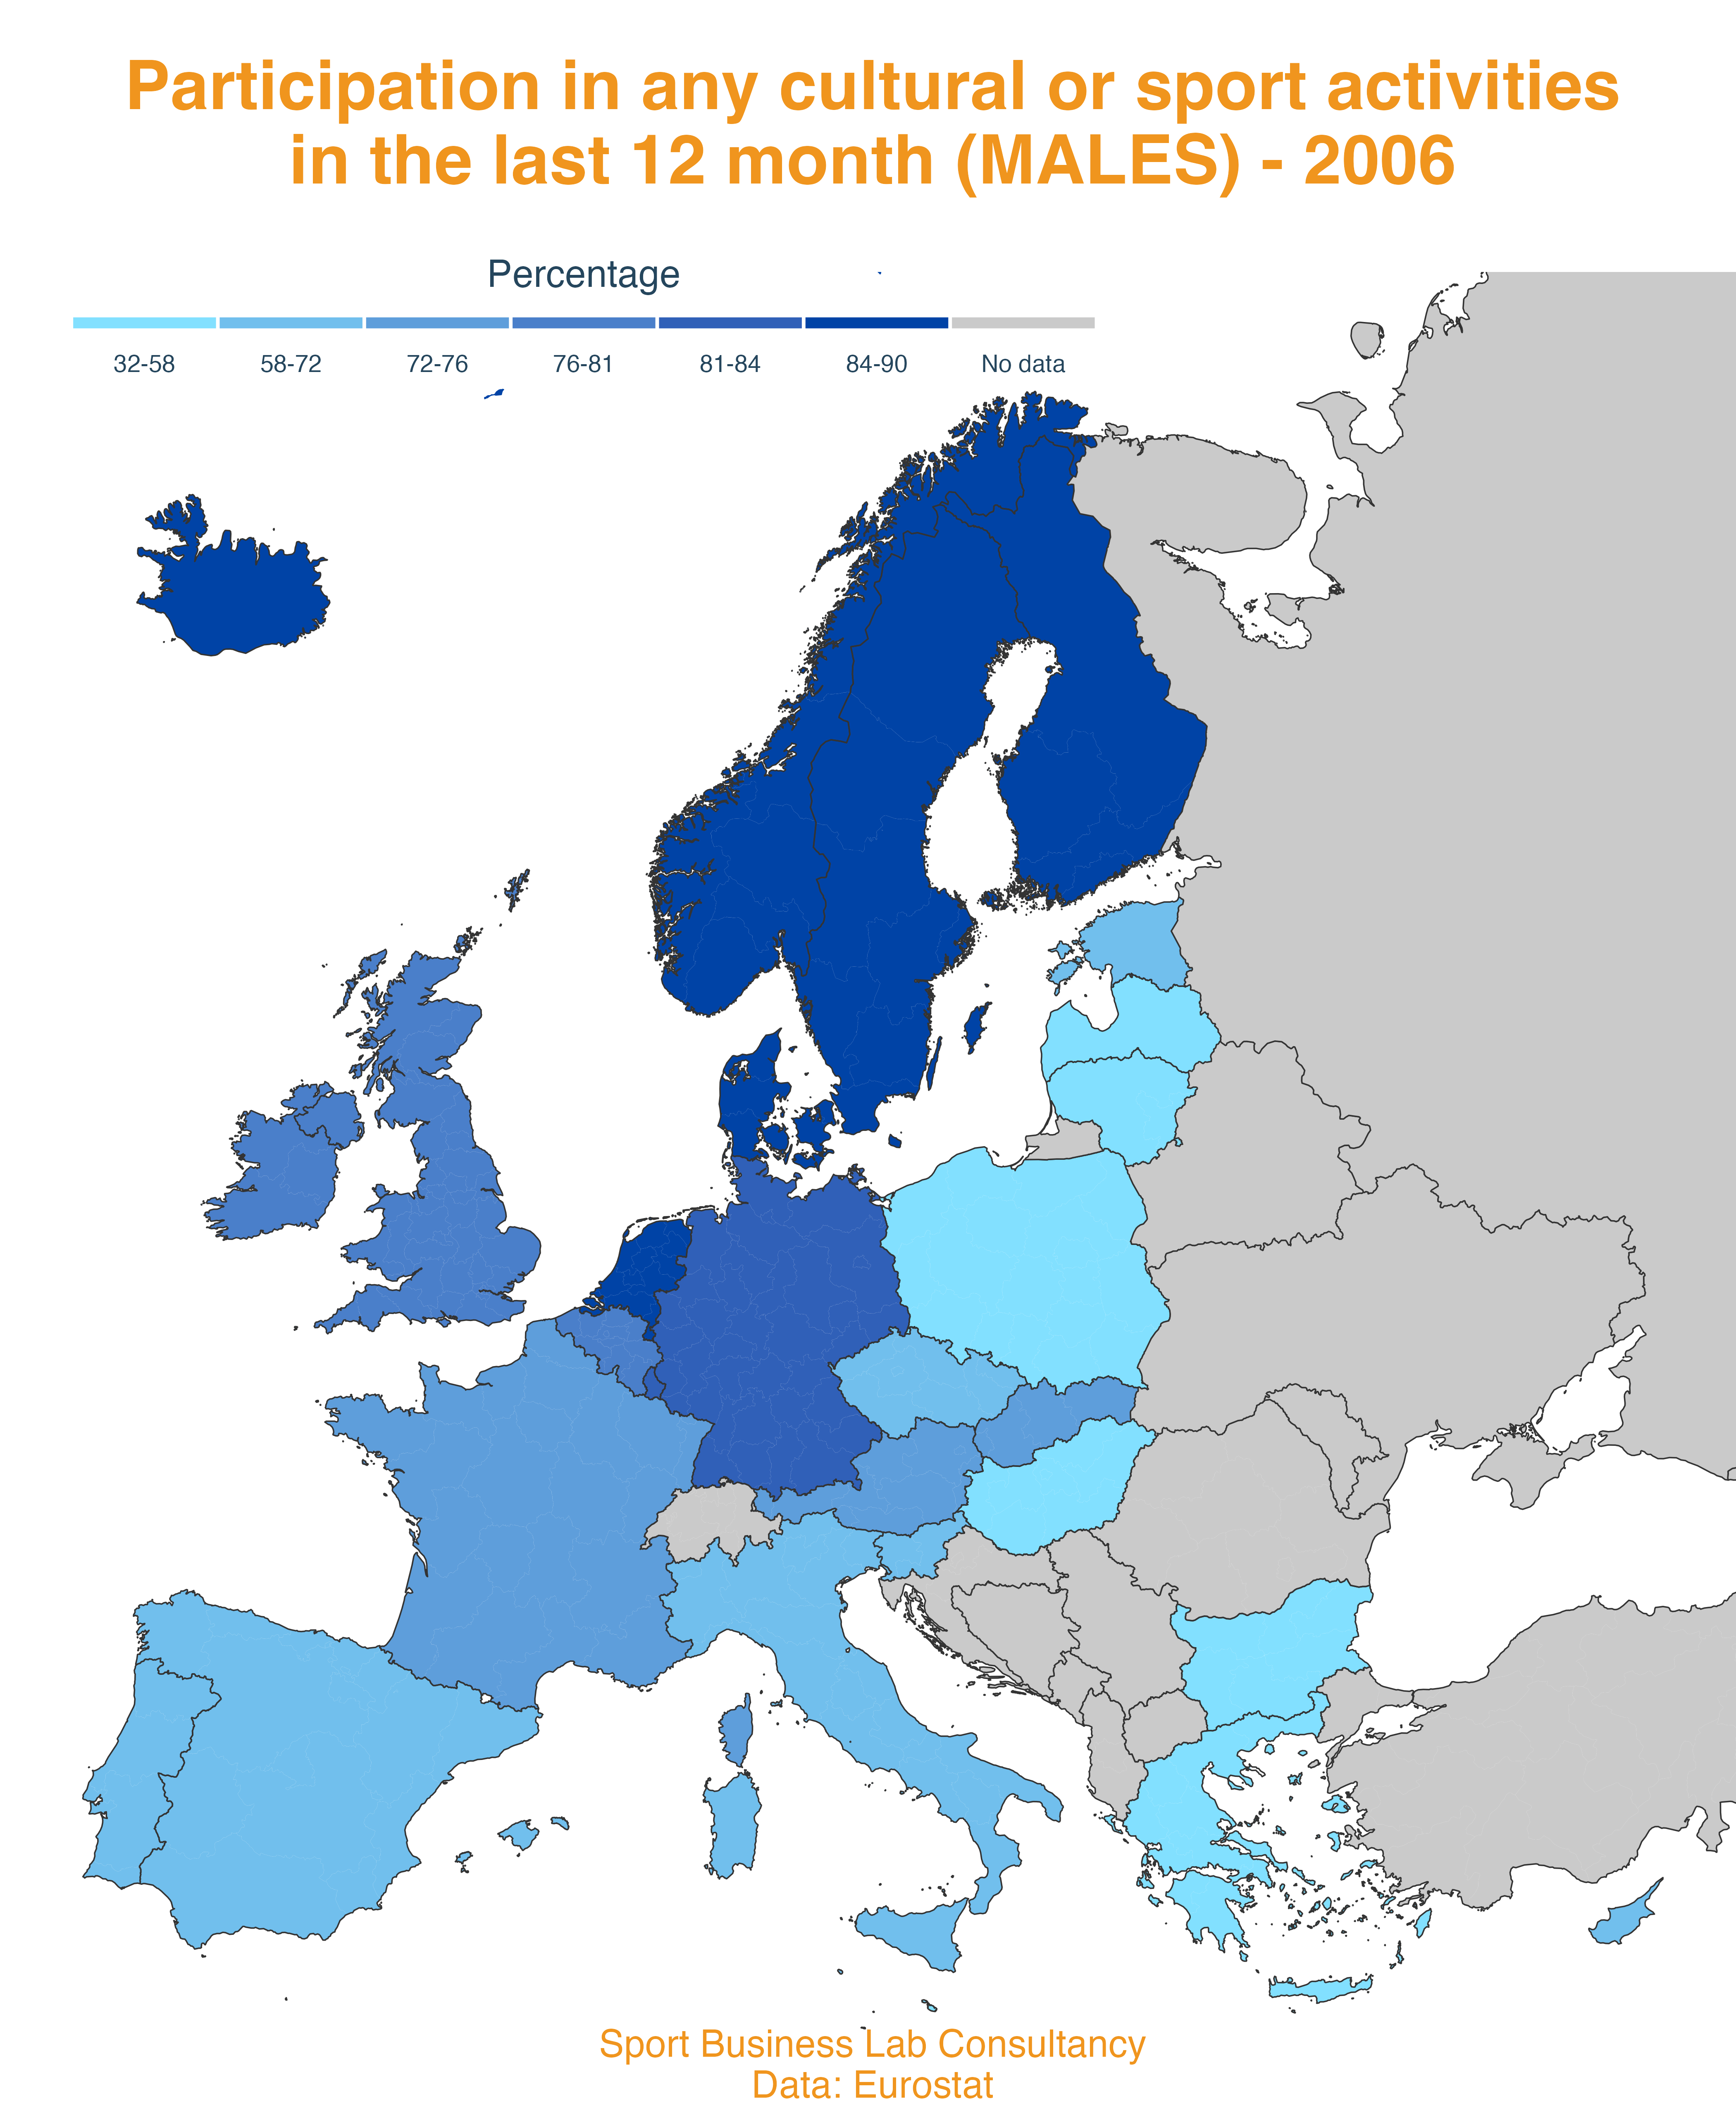 Participation in any cultural or sport activities
in the last 12 month (MALES) - 2006
Percentage
32-58 58-72 72-76 76-81 81-84 84-90 No data
Sport Business Lab Consultancy
Data: Eurostat